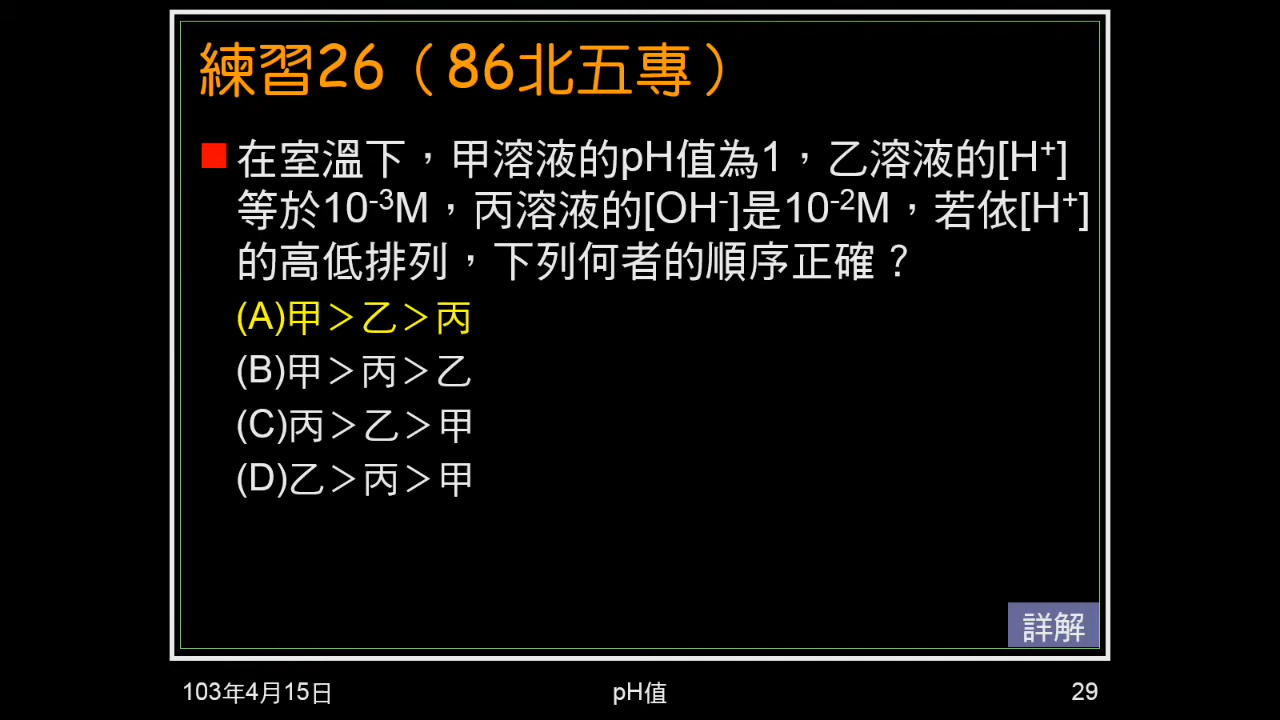 練習26（86北五專）
在室溫下，甲溶液的pH值為1，乙溶液的[H⁺]
等於10⁻³M，丙溶液的[OH⁻]是10⁻²M，若依[H⁺]
的高低排列，下列何者的順序正確？
(A)甲＞乙＞丙
(B)甲＞丙＞乙
(C)丙＞乙＞甲
(D)乙＞丙＞甲
詳解
103年4月15日
pH值
29